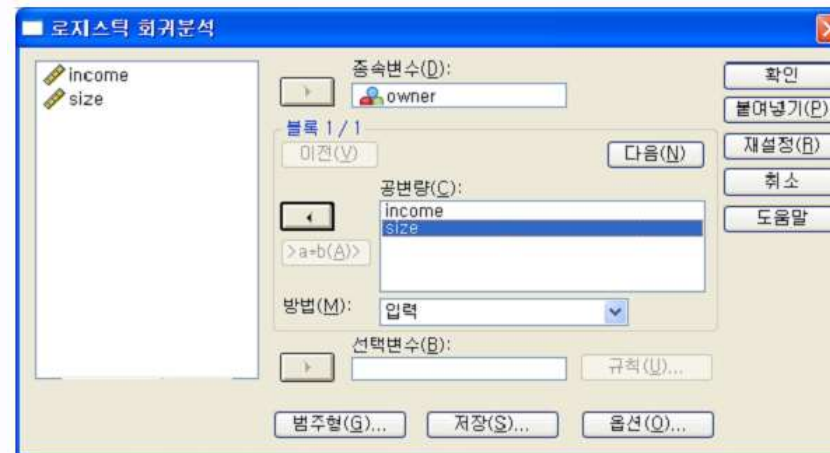 로지스틱 회귀분석
income
size
종속변수(D):
owner
블록 1 / 1
이전(V)
다음(N)
공변량(C):
income
size
>a*b(A)>
방법(M):
입력
선택변수(B):
규칙(U)...
범주형(G)...
저장(S)...
옵션(O)...
확인
붙여넣기(P)
재설정(R)
취소
도움말